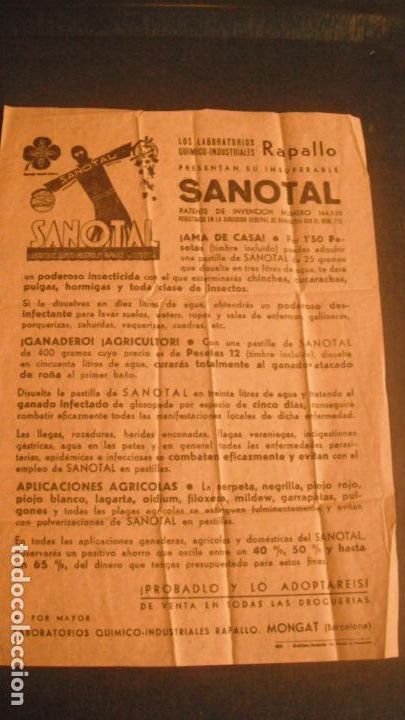 LOS LABORATORIOS
QUIMICO-INDUSTRIALES Rapallo
PRESENTAN SU INSUPERABLE
SANOTAL
PATENTE DE INVENCION NUMERO
SANOTAL
SANOTAL
¡AMA DE CASA! • Por 1'50 Pe-
setas (timbre incluido) puedes adquirir
una pastilla de SANOTAL de 25 gramos
que disuelta en tres litros de agua, te dará
un poderoso insecticida con el que exterminarás chinches, cucarachas,
pulgas, hormigas y toda clase de insectos.
Si la disuelves en diez litros de agua, obtendrás un poderoso des-
infectante para lavar suelos, waters, ropas y salas de enfermos, gallineros,
porquerizas, zahurdas, vaquerizas, cuadras, etc.
¡GANADERO! ¡AGRICULTOR! • Con una pastilla de SANOTAL
de 400 gramos cuyo precio es de Pesetas 12 (timbre incluido), disuelta
en cincuenta litros de agua, curarás totalmente al ganado atacado
de roña al primer baño.
Disuelta la pastilla de SANOTAL en treinta litros de agua y tratando al
ganado infectado de glosopeda por espacio de cinco días, conseguirá
combatir eficazmente todas las manifestaciones locales de dicha enfermedad.
Las llagas, rozaduras, heridas enconadas, llagas veraniegas, indigestiones
gástricas, agua en las patas y en general todas las enfermedades parasi-
tarias, epidémicas e infecciosas se combaten eficazmente y evitan con el
empleo de SANOTAL en pastillas.
APLICACIONES AGRICOLAS • La serpeta, negrilla, piojo rojo,
piojo blanco, lagarta, oidium, filoxera, mildew, garrapatas, pul-
gones y todas las plagas agrícolas se extinguen fulminantemente y evitan
con pulverizaciones de SANOTAL en pastillas.
En todas las aplicaciones ganaderas, agrícolas y domésticas del SANOTAL,
observarás un positivo ahorro que oscila entre un 40 %, 50 % y hasta
65 %, del dinero que tengas presupuestado para estos fines.
¡PROBADLO Y LO ADOPTAREIS!
DE VENTA EN TODAS LAS DROGUERIAS
POR MAYOR
LABORATORIOS QUIMICO-INDUSTRIALES RAPALLO. MONGAT (Barcelona)
todocoleccion.net